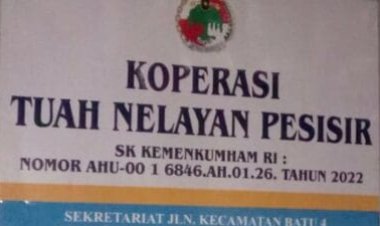 KOPERASI
TUAH NELAYAN PESISIR
SK KEMENKUMHAM RI :
NOMOR AHU-00 1 6846.AH.01.26. TAHUN 2022
SEKRETARIAT JLN. KECAMATAN BATU 4